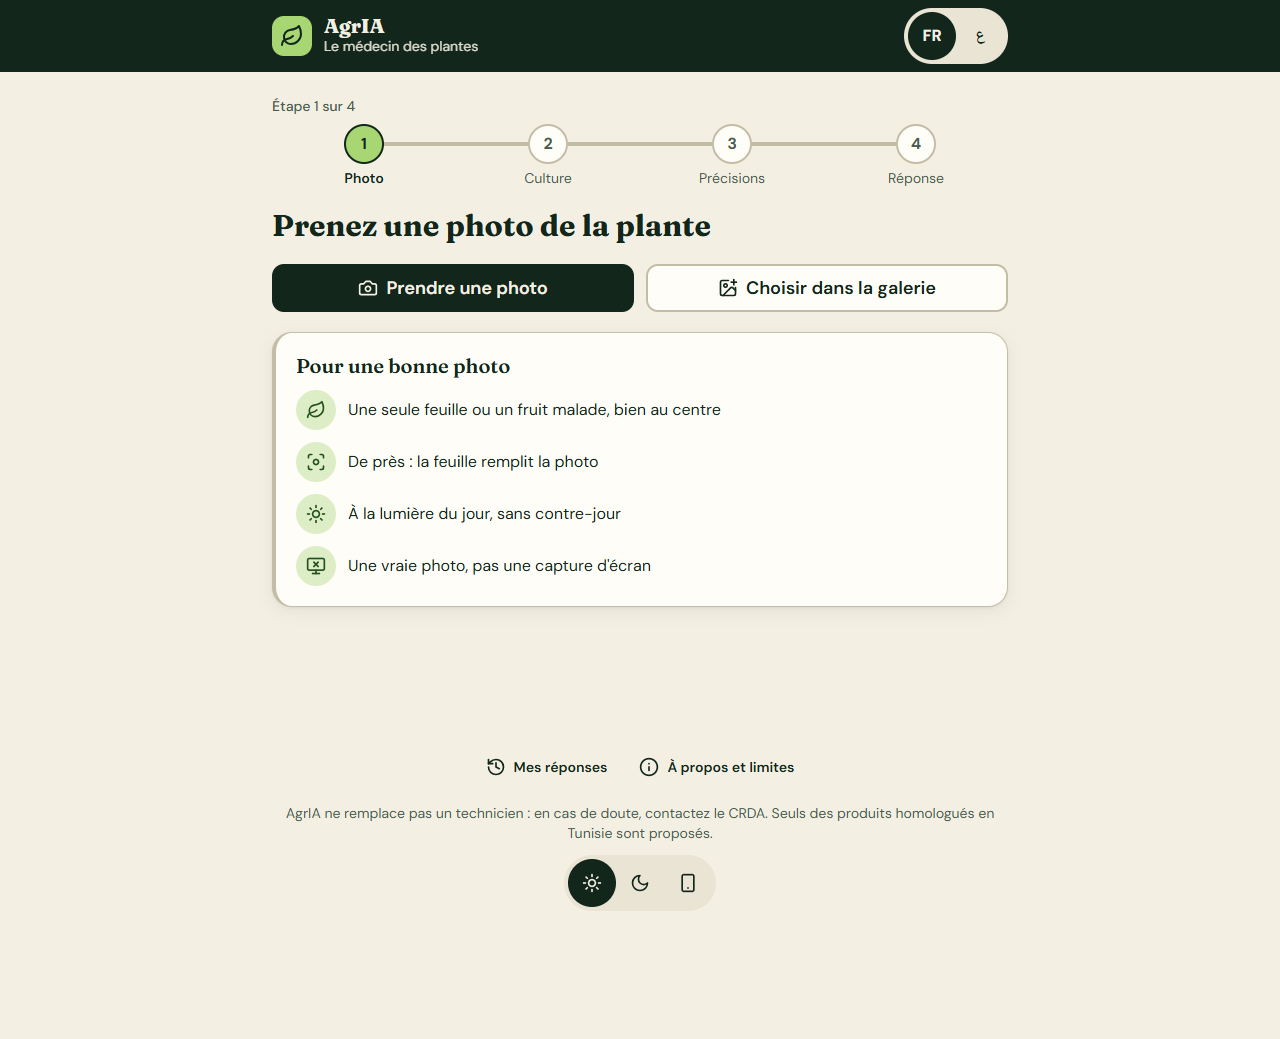 AgrIA
Le médecin des plantes
FR ع
Étape 1 sur 4
1 2 3 4
Photo Culture Précisions Réponse
Prenez une photo de la plante
Prendre une photo Choisir dans la galerie
Pour une bonne photo
Une seule feuille ou un fruit malade, bien au centre
De près : la feuille remplit la photo
À la lumière du jour, sans contre-jour
Une vraie photo, pas une capture d'écran
Mes réponses À propos et limites
AgrIA ne remplace pas un technicien : en cas de doute, contactez le CRDA. Seuls des produits homologués en
Tunisie sont proposés.